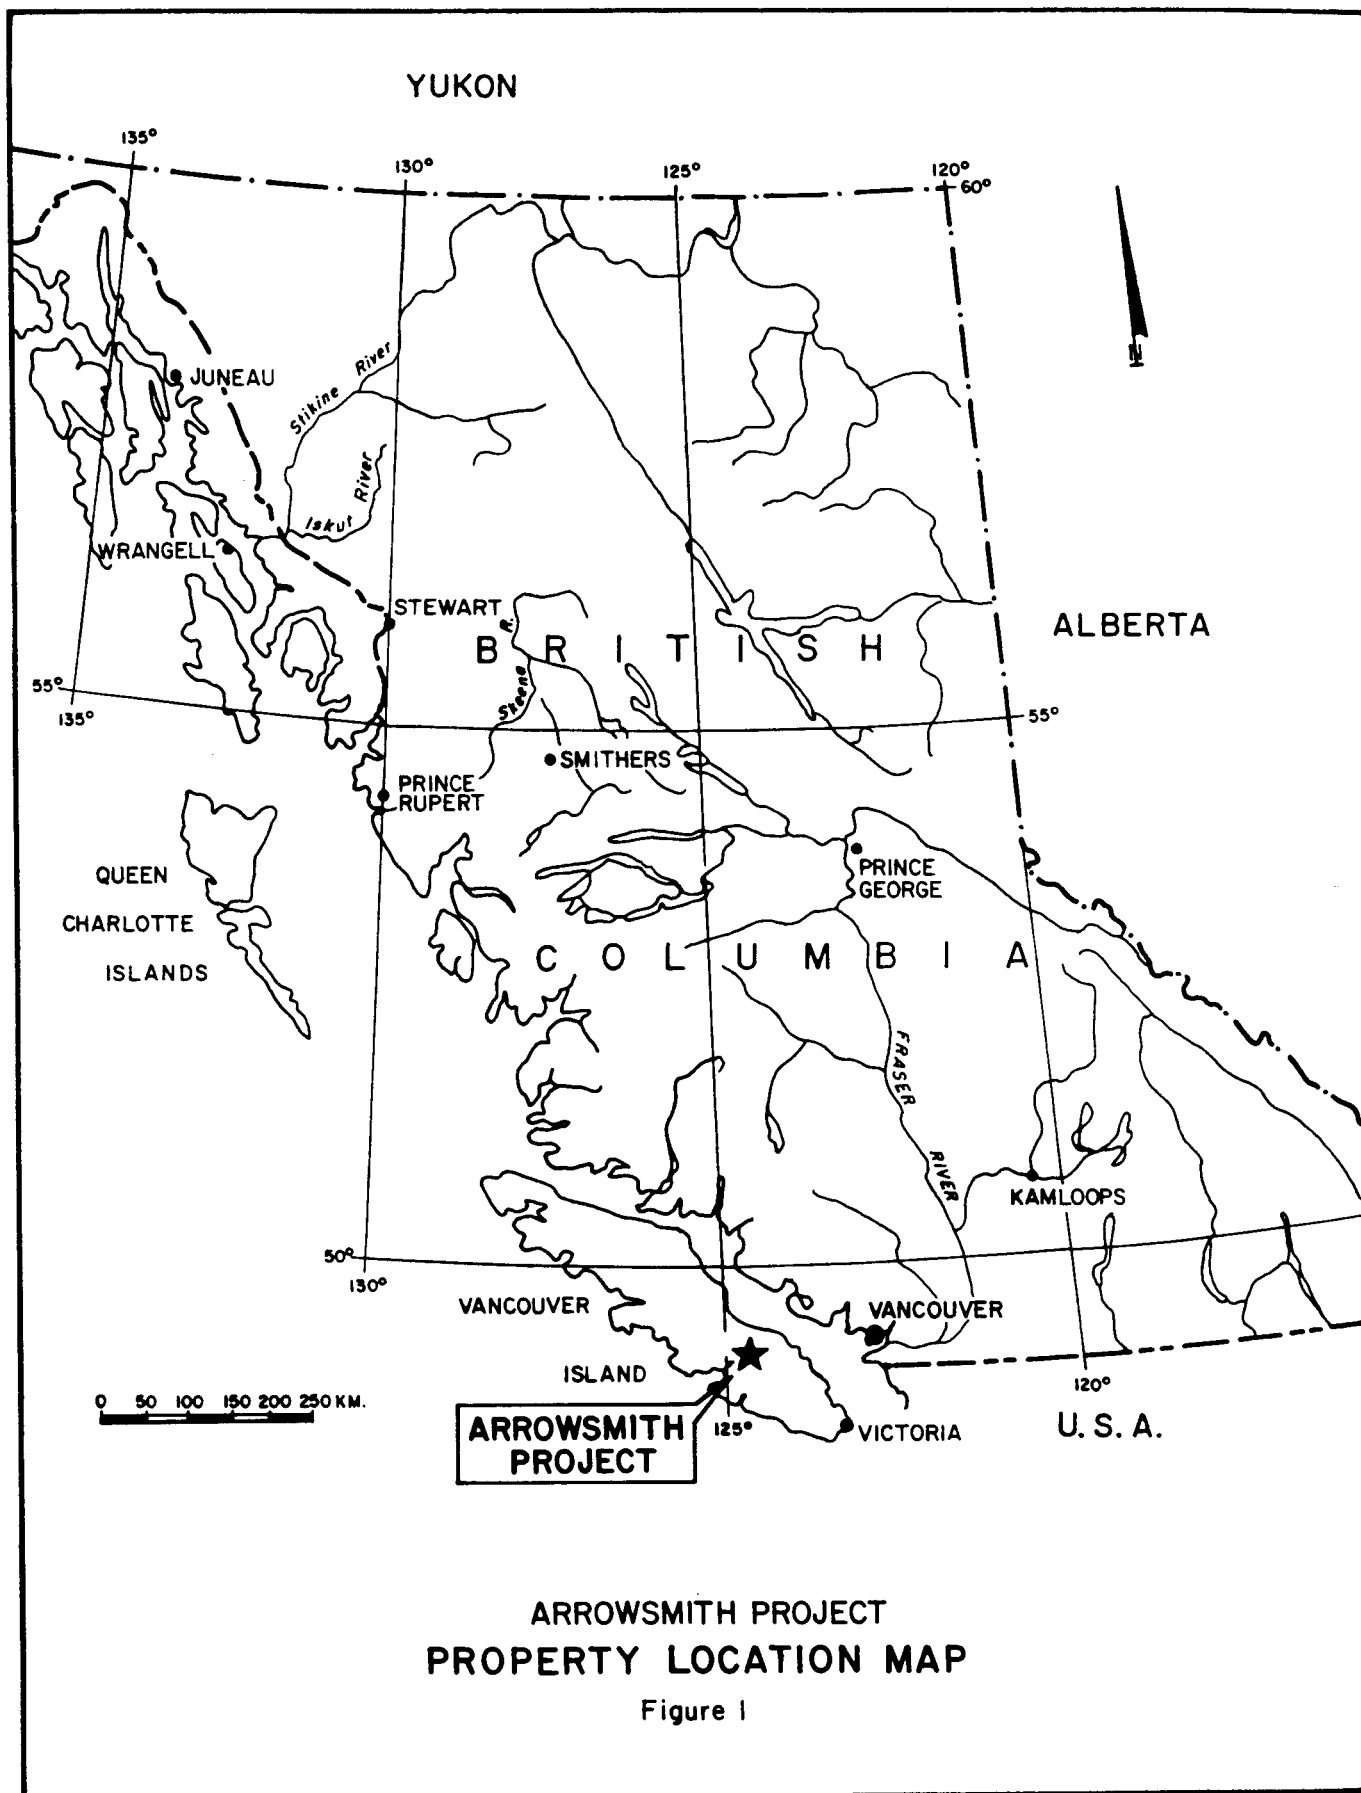 YUKON
135°
130°
125°
120°
60°
N
Stikine River
JUNEAU
Iskut River
WRANGELL
STEWART
Skeena R.
BRITISH
ALBERTA
55°
135°
55°
SMITHERS
PRINCE
RUPERT
PRINCE
GEORGE
QUEEN
CHARLOTTE
ISLANDS
COLUMBIA
FRASER
RIVER
KAMLOOPS
50°
130°
VANCOUVER
ISLAND
VANCOUVER
120°
0 50 100 150 200 250 KM.
ARROWSMITH
PROJECT
125°
VICTORIA
U.S.A.
ARROWSMITH PROJECT
PROPERTY LOCATION MAP
Figure 1